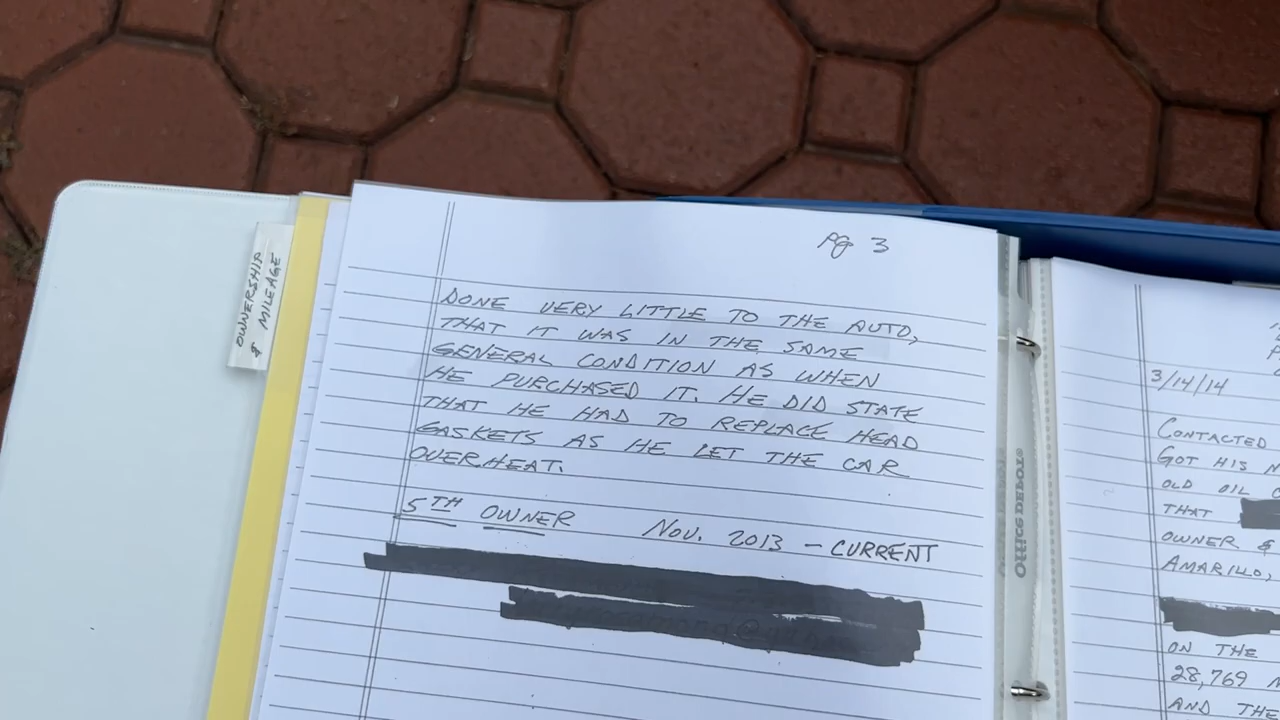 OWNERSHIP
& MILEAGE
pg 3
DONE VERY LITTLE TO THE AUTO,
THAT IT WAS IN THE SAME
GENERAL CONDITION AS WHEN
HE PURCHASED IT. HE DID STATE
THAT HE HAD TO REPLACE HEAD
GASKETS AS HE LET THE CAR
OVERHEAT.
5TH OWNER NOV. 2013 - CURRENT
Office DEPOT
3/14/14
CONTACTED
GOT HIS
OLD OIL
THAT
OWNER &
AMARILLO,
ON THE
28,769
AND THE